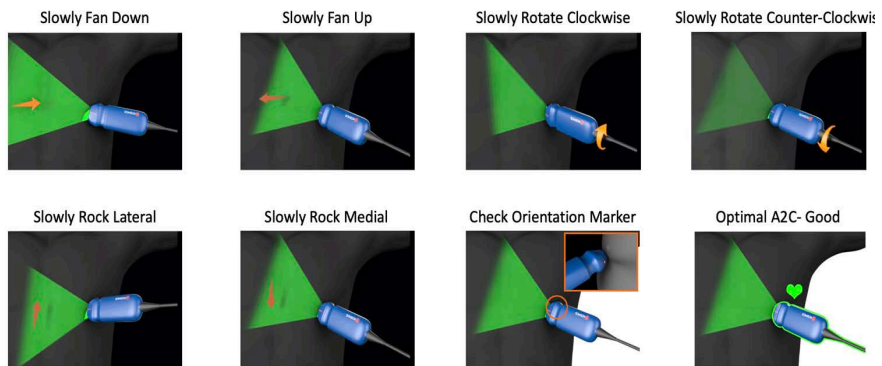 Slowly Fan Down
Slowly Fan Up
Slowly Rotate Clockwise
Slowly Rotate Counter-Clockwis
Slowly Rock Lateral
Slowly Rock Medial
Check Orientation Marker
Optimal A2C- Good